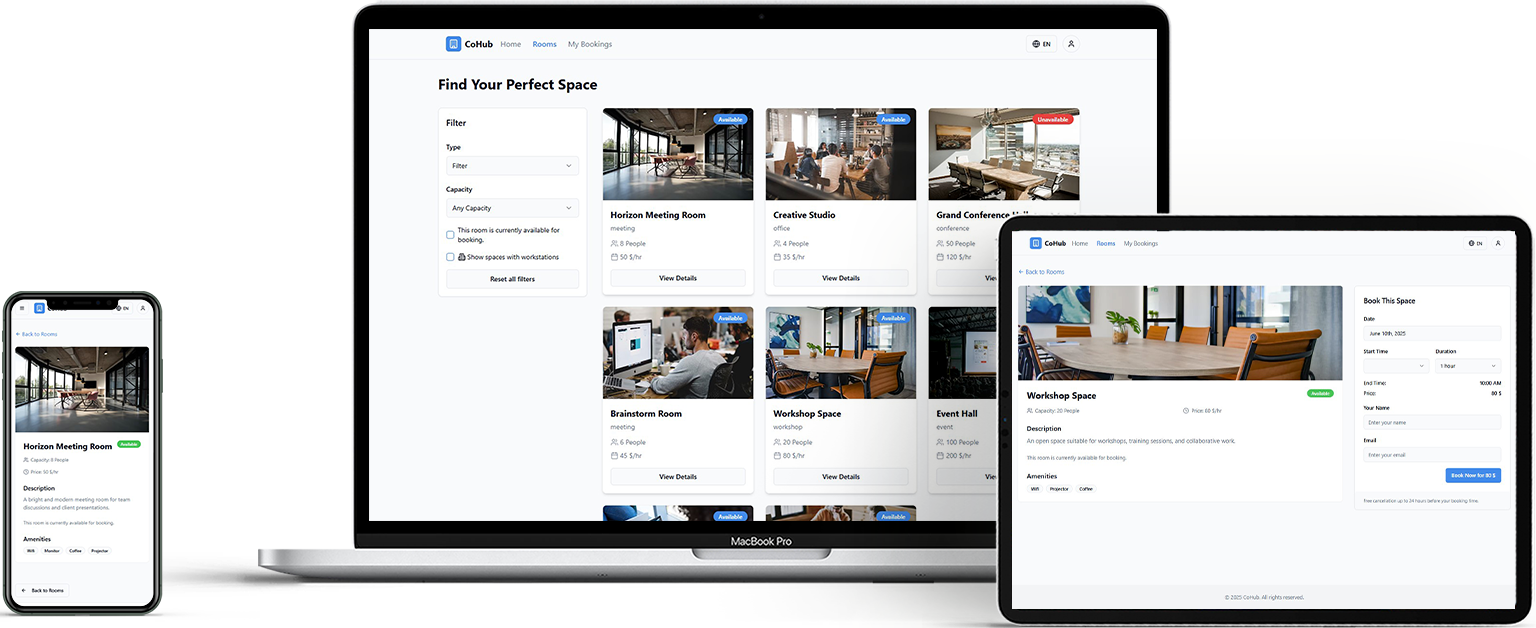 CoHub Home Rooms My Bookings EN
Find Your Perfect Space
Filter
Type
Filter
Capacity
Any Capacity
This room is currently available for
booking.
Show spaces with workstations
Reset all filters
Available
Horizon Meeting Room
meeting
8 People
50 $/hr
View Details
Available
Creative Studio
office
4 People
35 $/hr
View Details
Unavailable
Grand Conference
conference
50 People
120 $/hr
Available
Brainstorm Room
meeting
6 People
45 $/hr
View Details
Available
Workshop Space
workshop
20 People
80 $/hr
View Details
Event Hall
event
100 People
200 $/hr
Available
Available
MacBook Pro
EN
Back to Rooms
Horizon Meeting Room Available
Capacity: 8 People
Price: 50 $/hr
Description
A bright and modern meeting room for team
discussions and client presentations.
This room is currently available for booking.
Amenities
Wifi Monitor Coffee Projector
Back to Rooms
CoHub Home Rooms My Bookings EN
Back to Rooms
Workshop Space Available
Capacity: 20 People Price: 80 $/hr
Description
An open space suitable for workshops, training sessions, and collaborative work.
This room is currently available for booking.
Amenities
Wifi Projector Coffee
Book This Space
Date
June 10th, 2025
Start Time Duration
1 hour
End Time: 10:00 AM
Price: 80 $
Your Name
Enter your name
Email
Enter your email
Book Now for 80 $
Free cancellation up to 24 hours before your booking time.
© 2025 CoHub. All rights reserved.